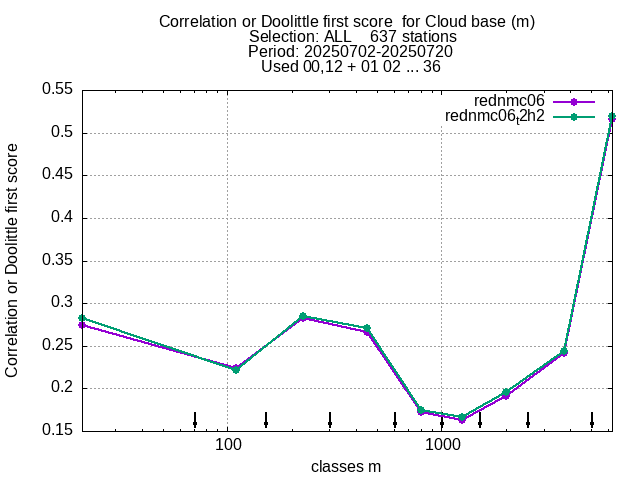 Correlation or Doolittle first score  for Cloud base (m)
Selection: ALL    637 stations
Period: 20250702-20250720
Used 00,12 + 01 02 ... 36
rednmc06
rednmc06t2h2
Correlation or Doolittle first score
0.55
0.5
0.45
0.4
0.35
0.3
0.25
0.2
0.15
100
1000
classes m